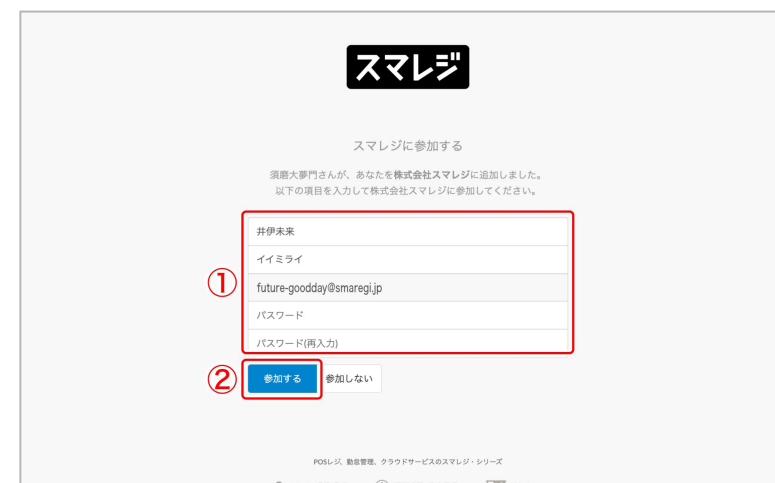 スマレジ
スマレジに参加する
須磨大夢門さんが、あなたを株式会社スマレジに追加しました。
以下の項目を入力して株式会社スマレジに参加してください。
①
井伊未来
イイミライ
future-goodday@smaregi.jp
パスワード
パスワード(再入力)
②
参加する
参加しない
POSレジ、勤怠管理、クラウドサービスのスマレジ・シリーズ